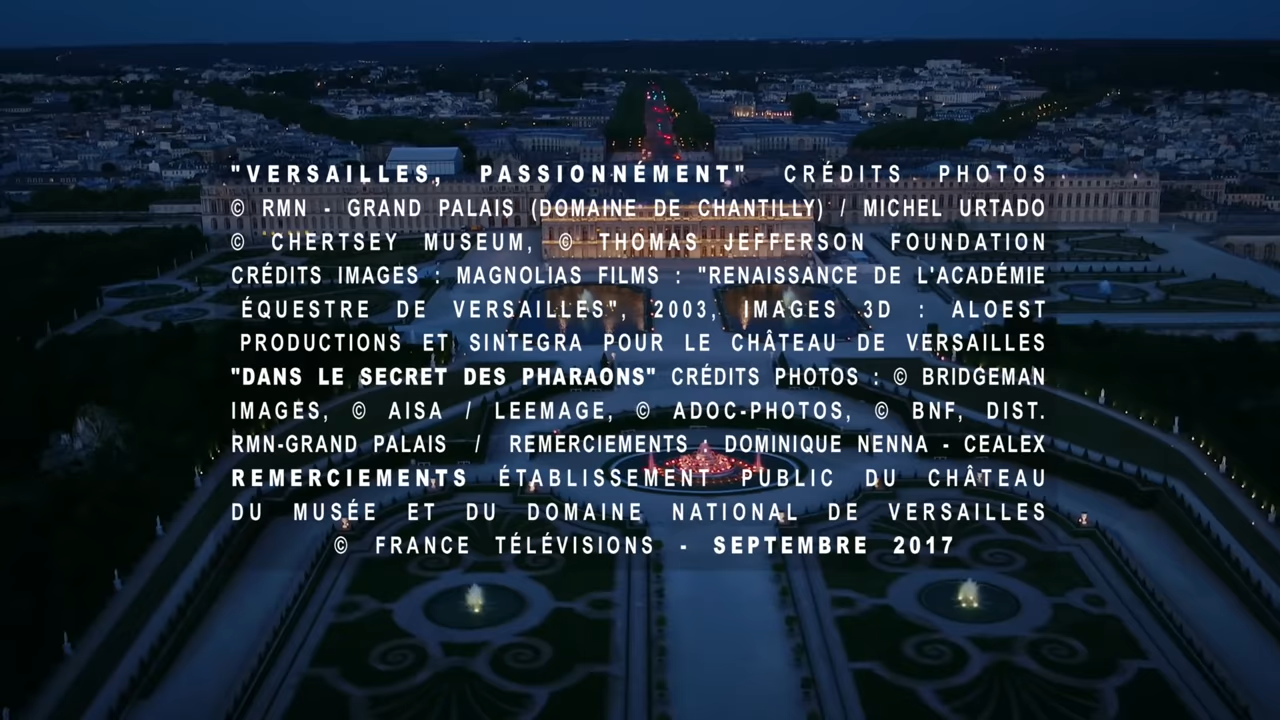 "VERSAILLES, PASSIONNÉMENT" CRÉDITS PHOTOS
© RMN - GRAND PALAIS (DOMAINE DE CHANTILLY) / MICHEL URTADO
© CHERTSEY MUSEUM, © THOMAS JEFFERSON FOUNDATION
CRÉDITS IMAGES : MAGNOLIAS FILMS : "RENAISSANCE DE L'ACADÉMIE
ÉQUESTRE DE VERSAILLES", 2003, IMAGES 3D : ALOEST
PRODUCTIONS ET SINTEGRA POUR LE CHÂTEAU DE VERSAILLES
"DANS LE SECRET DES PHARAONS" CRÉDITS PHOTOS : © BRIDGEMAN
IMAGES, © AISA / LEEMAGE, © ADOC-PHOTOS, © BNF, DIST.
RMN-GRAND PALAIS / REMERCIEMENTS : DOMINIQUE NENNA - CEALEX
REMERCIEMENTS ÉTABLISSEMENT PUBLIC DU CHÂTEAU
DU MUSÉE ET DU DOMAINE NATIONAL DE VERSAILLES
© FRANCE TÉLÉVISIONS - SEPTEMBRE 2017